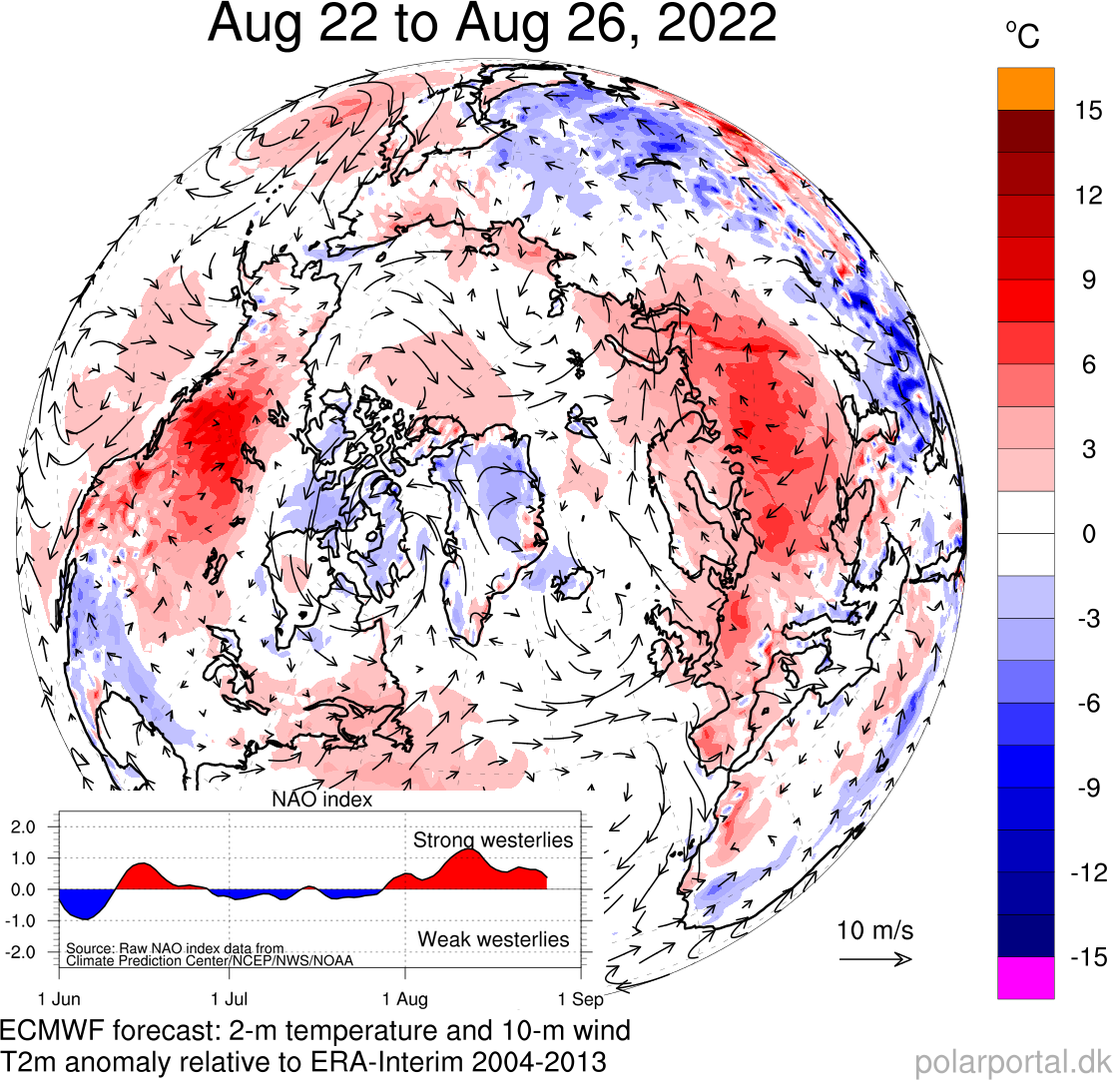 Aug 22 to Aug 26, 2022
°C
15
12
9
6
3
0
-3
-6
-9
-12
-15
10 m/s
NAO index
2.0
1.0
0.0
-1.0
-2.0
Strong westerlies
Weak westerlies
Source: Raw NAO index data from
Climate Prediction Center/NCEP/NWS/NOAA
1 Jun
1 Jul
1 Aug
1 Sep
ECMWF forecast: 2-m temperature and 10-m wind
T2m anomaly relative to ERA-Interim 2004-2013
polarportal.dk